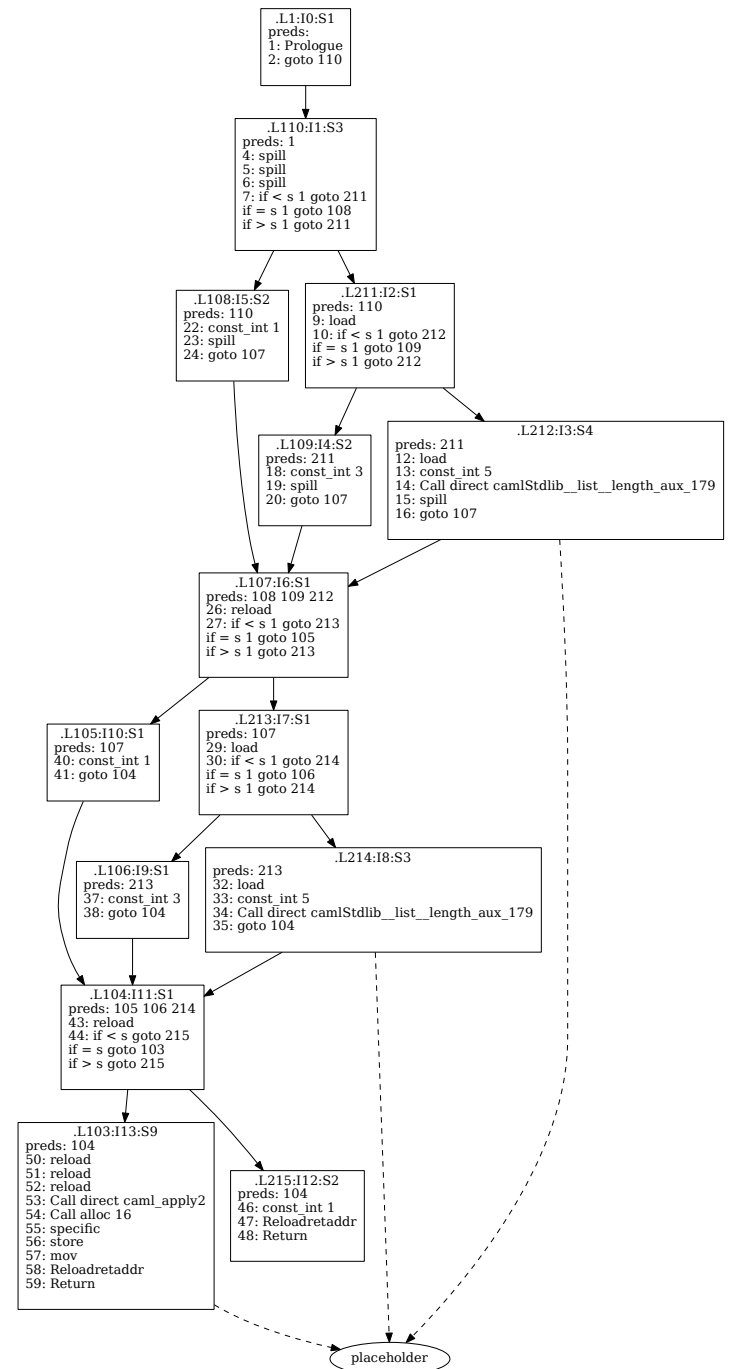 .L1:I0:S1
preds:
1: Prologue
2: goto 110
.L110:I1:S3
preds: 1
4: spill
5: spill
6: spill
7: if < s 1 goto 211
if = s 1 goto 108
if > s 1 goto 211
.L108:I5:S2
preds: 110
22: const_int 1
23: spill
24: goto 107
.L211:I2:S1
preds: 110
9: load
10: if < s 1 goto 212
if = s 1 goto 109
if > s 1 goto 212
.L109:I4:S2
preds: 211
18: const_int 3
19: spill
20: goto 107
.L212:I3:S4
preds: 211
12: load
13: const_int 5
14: Call direct camlStdlib__list__length_aux_179
15: spill
16: goto 107
.L107:I6:S1
preds: 108 109 212
26: reload
27: if < s 1 goto 213
if = s 1 goto 105
if > s 1 goto 213
.L105:I10:S1
preds: 107
40: const_int 1
41: goto 104
.L213:I7:S1
preds: 107
29: load
30: if < s 1 goto 214
if = s 1 goto 106
if > s 1 goto 214
.L106:I9:S1
preds: 213
37: const_int 3
38: goto 104
.L214:I8:S3
preds: 213
32: load
33: const_int 5
34: Call direct camlStdlib__list__length_aux_179
35: goto 104
.L104:I11:S1
preds: 105 106 214
43: reload
44: if < s goto 215
if = s goto 103
if > s goto 215
.L103:I13:S9
preds: 104
50: reload
51: reload
52: reload
53: Call direct caml_apply2
54: Call alloc 16
55: specific
56: store
57: mov
58: Reloadretaddr
59: Return
.L215:I12:S2
preds: 104
46: const_int 1
47: Reloadretaddr
48: Return
placeholder